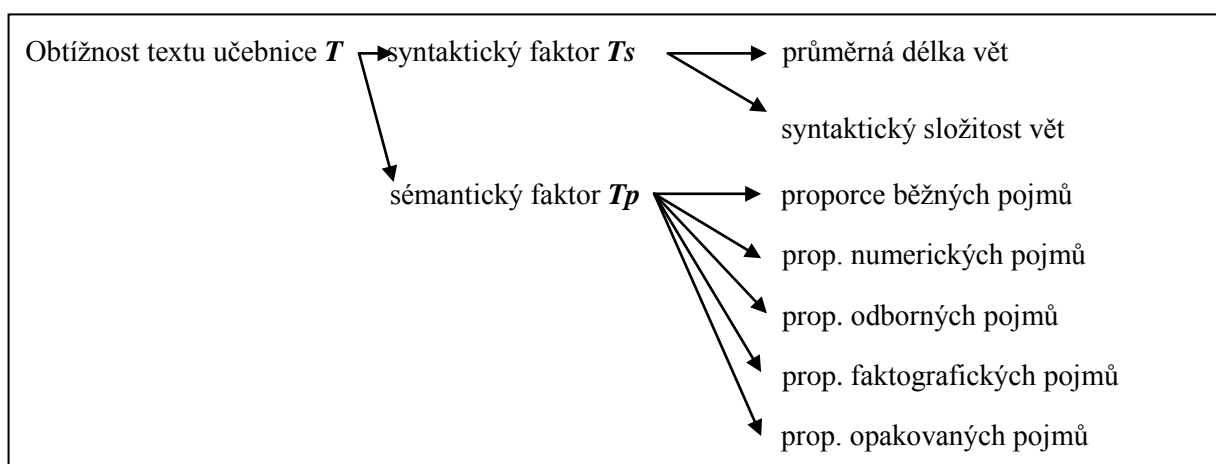 Obtížnost textu učebnice T syntaktický faktor Ts průměrná délka vět
syntaktický složitost vět
sémantický faktor Tp proporce běžných pojmů
prop. numerických pojmů
prop. odborných pojmů
prop. faktografických pojmů
prop. opakovaných pojmů